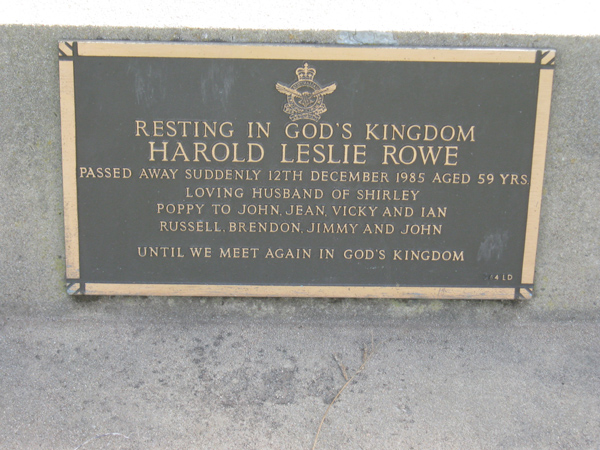 RESTING IN GOD'S KINGDOM
HAROLD LESLIE ROWE
PASSED AWAY SUDDENLY 12TH DECEMBER 1985 AGED 59 YRS.
LOVING HUSBAND OF SHIRLEY
POPPY TO JOHN, JEAN, VICKY AND IAN
RUSSELL, BRENDON, JIMMY AND JOHN
UNTIL WE MEET AGAIN IN GOD'S KINGDOM
LD